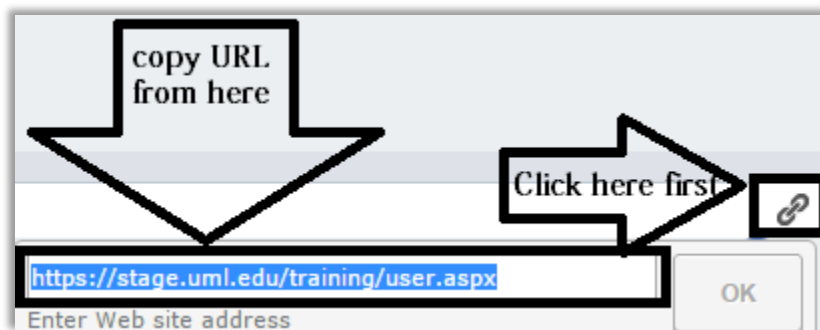 copy URL
from here
Click here first
https://stage.uml.edu/training/user.aspx
OK
Enter Web site address